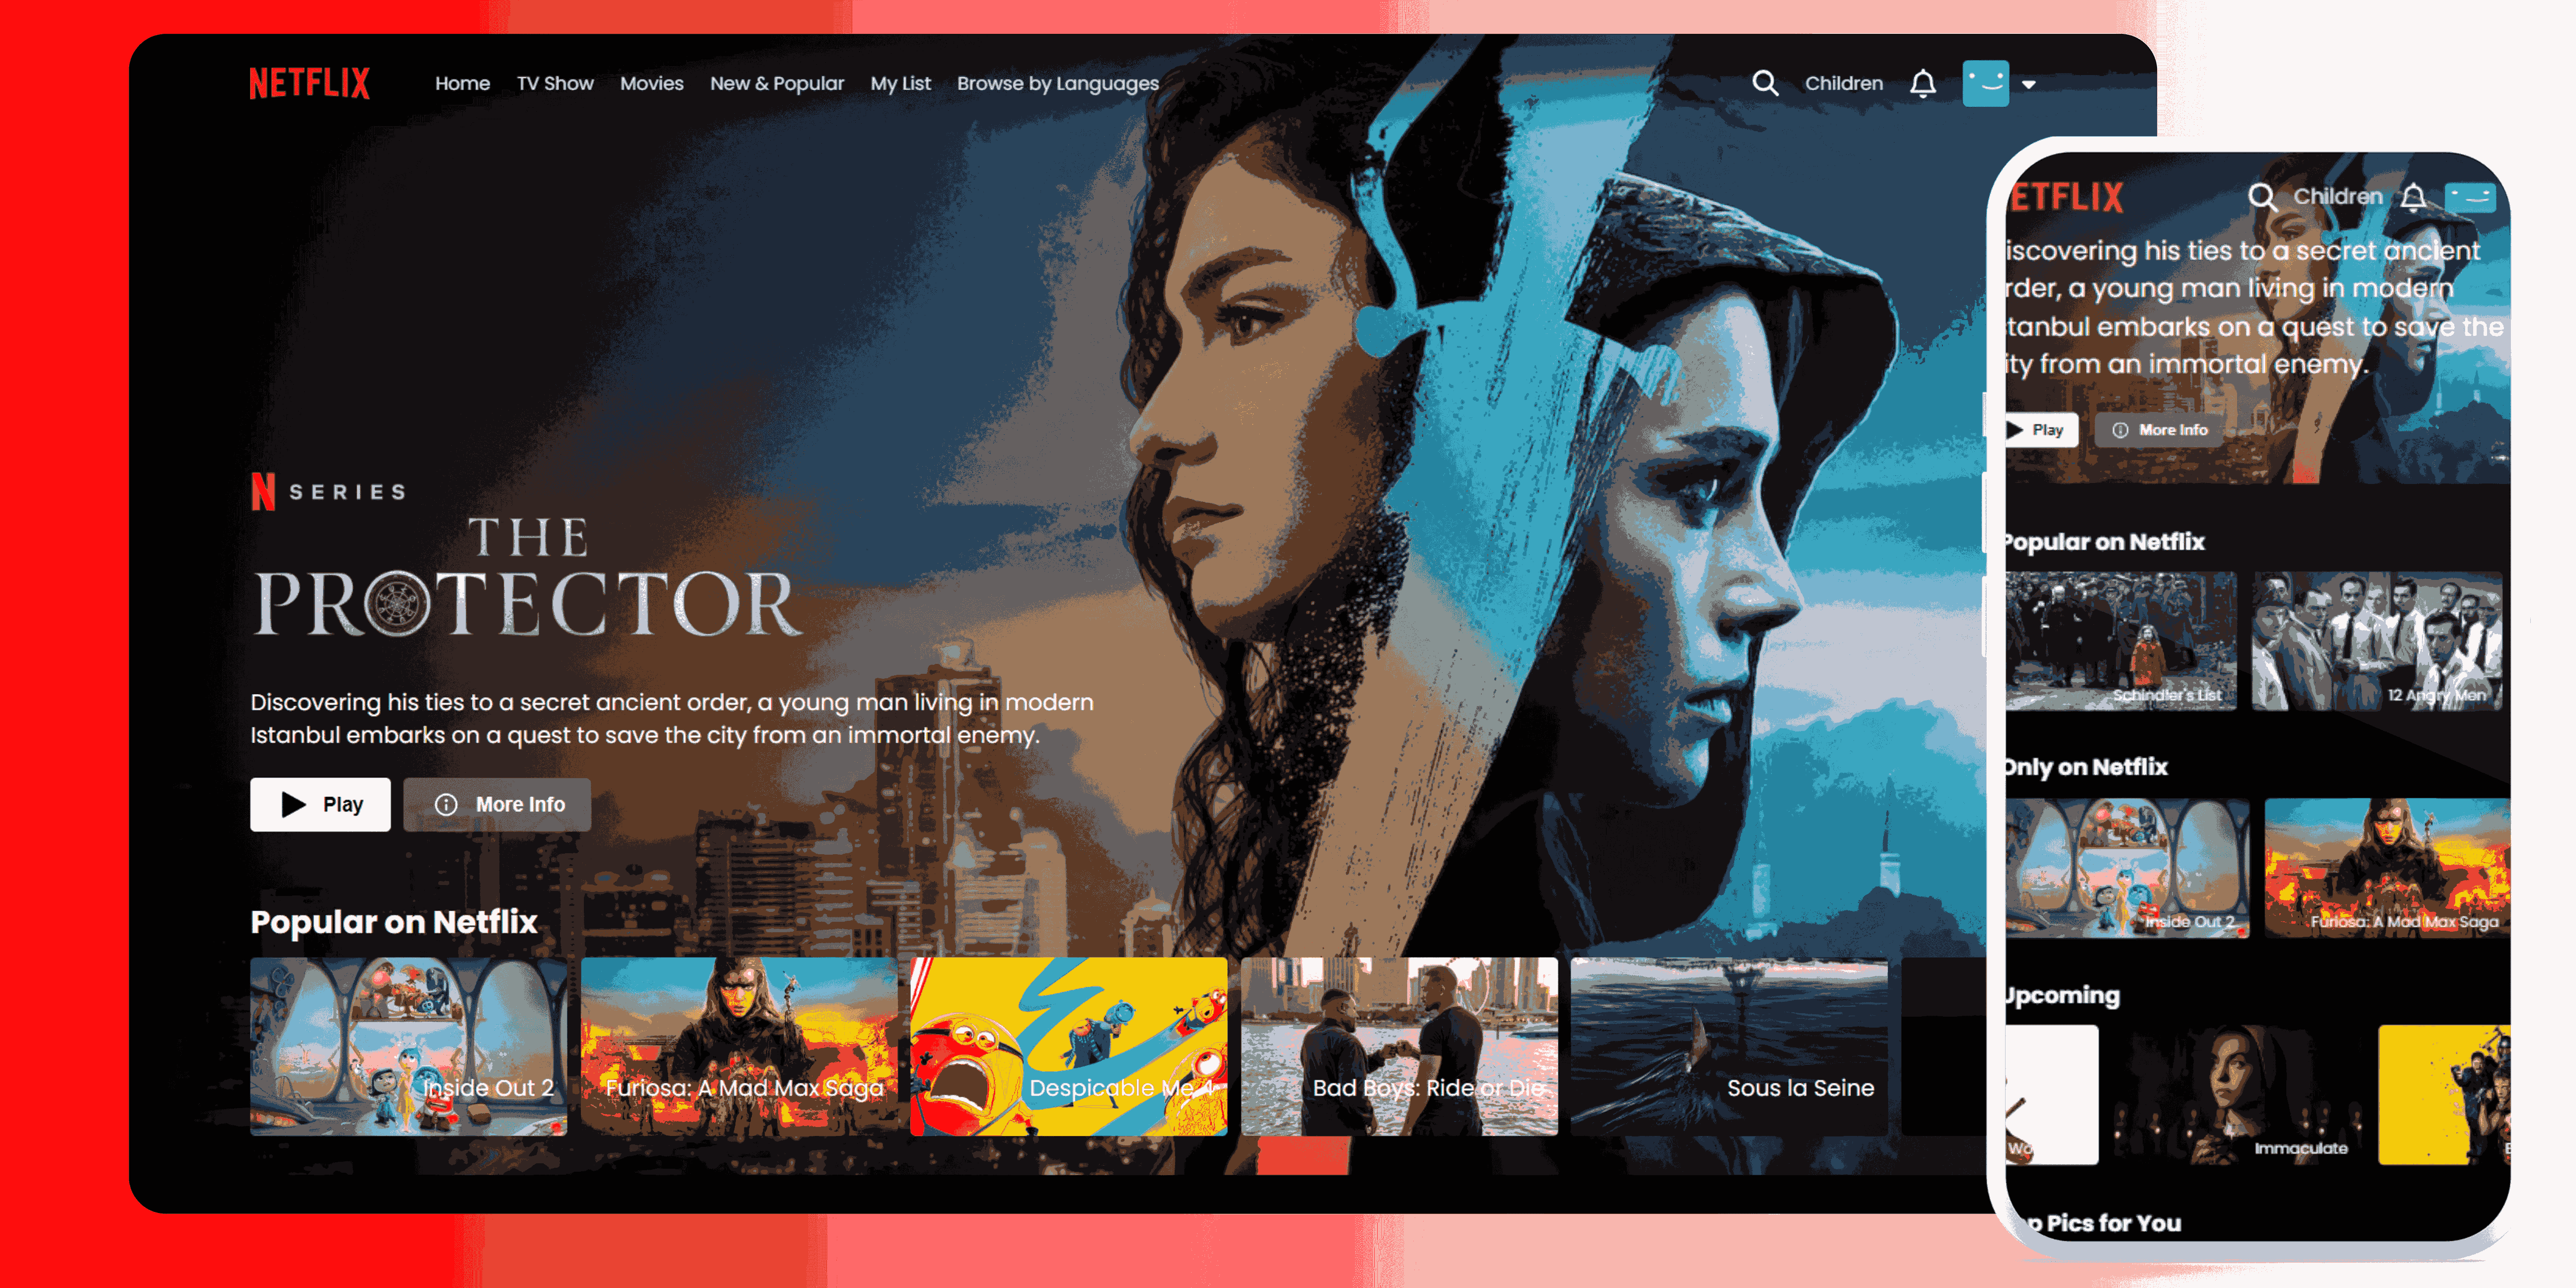 NETFLIX
Home TV Show Movies New & Popular My List Browse by Languages
Children
N SERIES
THE
PROTECTOR
Discovering his ties to a secret ancient order, a young man living in modern
Istanbul embarks on a quest to save the city from an immortal enemy.
Play More Info
Popular on Netflix
Inside Out 2
Furiosa: A Mad Max Saga
Despicable Me 4
Bad Boys: Ride or Die
Sous la Seine
ETFLIX
Children
iscovering his ties to a secret ancient
rder, a young man living in modern
tanbul embarks on a quest to save the
ity from an immortal enemy.
Play More Info
Popular on Netflix
Schindler's List
12 Angry Men
Only on Netflix
Inside Out 2
Furiosa: A Mad Max Saga
Upcoming
Wo
Immaculate
p Pics for You